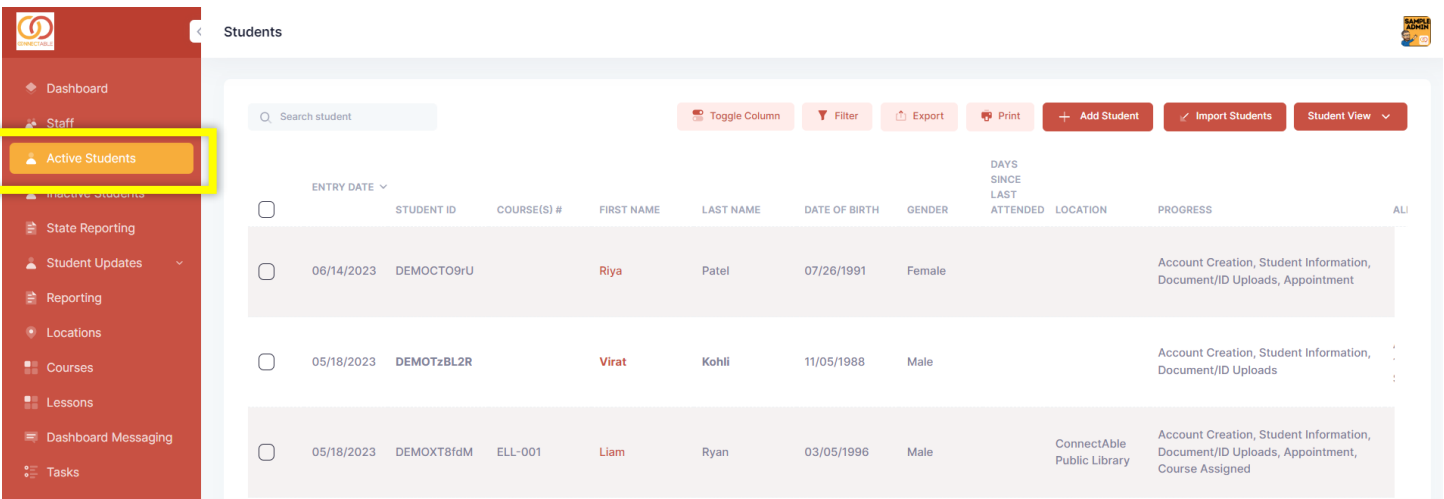 CONNECTABLE
Students
SAMPLE
ADMIN
Dashboard
Staff
Active Students
Inactive Students
State Reporting
Student Updates
Reporting
Locations
Courses
Lessons
Dashboard Messaging
Tasks
Search student
Toggle Column
Filter
Export
Print
Add Student
Import Students
Student View
ENTRY DATE
STUDENT ID
COURSE(S) #
FIRST NAME
LAST NAME
DATE OF BIRTH
GENDER
DAYS
SINCE
LAST
ATTENDED
LOCATION
PROGRESS
06/14/2023 DEMOCTO9rU Riya Patel 07/26/1991 Female
Account Creation, Student Information,
Document/ID Uploads, Appointment
05/18/2023 DEMOTzBL2R Virat Kohli 11/05/1988 Male
Account Creation, Student Information,
Document/ID Uploads
05/18/2023 DEMOXT8fdM ELL-001 Liam Ryan 03/05/1996 Male
ConnectAble
Public Library
Account Creation, Student Information,
Document/ID Uploads, Appointment,
Course Assigned